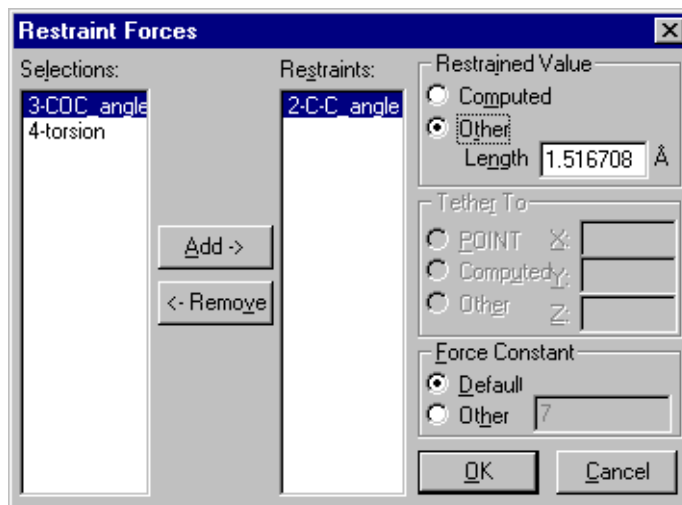 Restraint Forces
Selections:
3-COC_angle
4-torsion
Add ->
<- Remove
Restraints:
2-C-C_angle
Restrained Value
Computed
Other
Length 1.516708 Å
Tether To
POINT X:
Computed Y:
Other Z:
Force Constant
Default
Other 7
OK Cancel